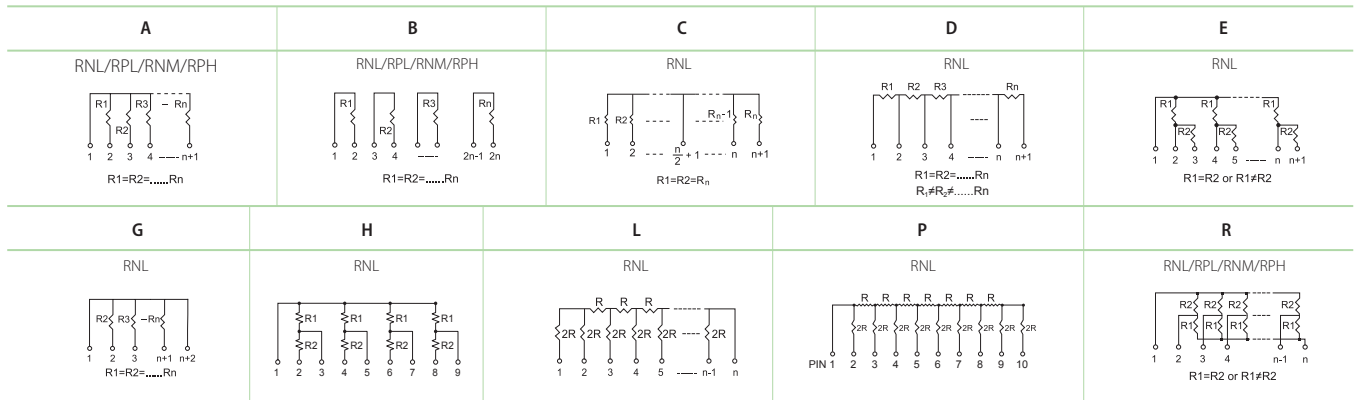 A B C D E
RNL/RPL/RNM/RPH RNL/RPL/RNM/RPH RNL RNL RNL
R1 R3 – Rn
R2
1 2 3 4 ----- n+1
R1=R2=......Rn
R1 R3 Rn
R2
1 2 3 4 ----- 2n-1 2n
R1=R2=......Rn
R1 R2 ---- ---- Rn-1 Rn
1 2 ---- n/2 + 1 ---- n n+1
R1=R2=Rn
R1 R2 R3 ----- Rn
----
1 2 3 4 ---- n n+1
R1=R2=......Rn
R1≠R2≠......Rn
R1 R1 R1
R2 R2 R2
1 2 3 4 5 ----- n n+1
R1=R2 or R1≠R2
G H L P R
RNL RNL RNL RNL RNL/RPL/RNM/RPH
R2 R3 –Rn
1 2 3 n+1 n+2
R1=R2=......Rn
R1 R1 R1 R1
R2 R2 R2 R2
1 2 3 4 5 6 7 8 9
R R R
2R 2R 2R 2R 2R ---- 2R
1 2 3 4 5 ----- n-1 n
R R R R R R
2R 2R 2R 2R 2R 2R 2R 2R
PIN 1 2 3 4 5 6 7 8 9 10
R2 R2 R2 R2
R1 R1 R1 R1
1 2 3 4 n-1 n
R1=R2 or R1≠R2